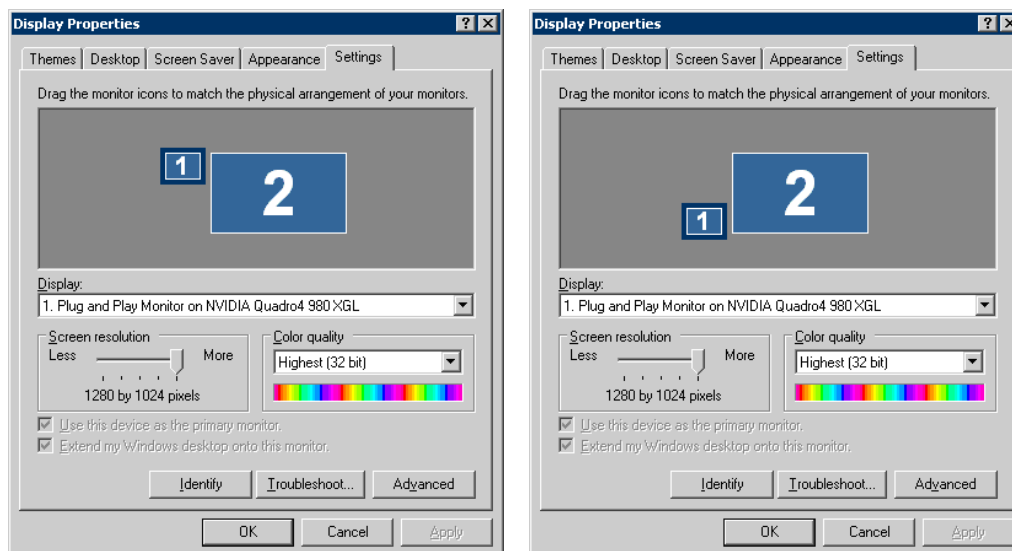 Display Properties
Themes Desktop Screen Saver Appearance Settings
Drag the monitor icons to match the physical arrangement of your monitors.
1
2
Display:
1. Plug and Play Monitor on NVIDIA Quadro4 980 XGL
Screen resolution
Less More
1280 by 1024 pixels
Color quality
Highest (32 bit)
Use this device as the primary monitor.
Extend my Windows desktop onto this monitor.
Identify Troubleshoot... Advanced
OK Cancel Apply
Display Properties
Themes Desktop Screen Saver Appearance Settings
Drag the monitor icons to match the physical arrangement of your monitors.
2
1
Display:
1. Plug and Play Monitor on NVIDIA Quadro4 980 XGL
Screen resolution
Less More
1280 by 1024 pixels
Color quality
Highest (32 bit)
Use this device as the primary monitor.
Extend my Windows desktop onto this monitor.
Identify Troubleshoot... Advanced
OK Cancel Apply